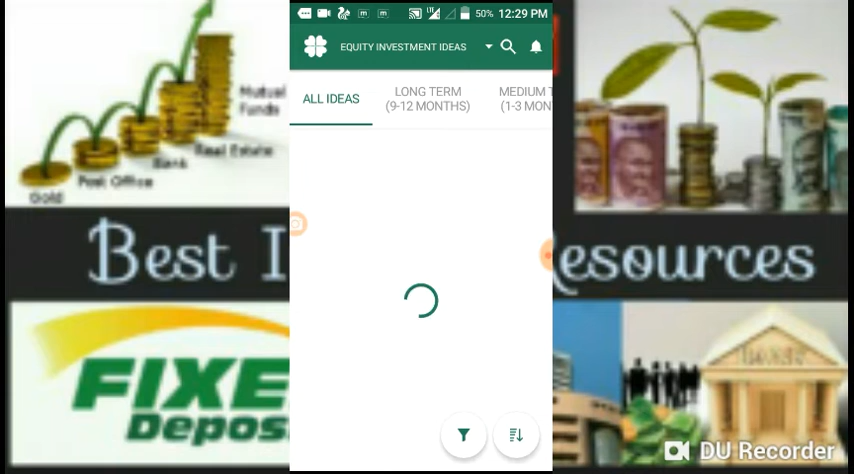 50% 12:29 PM
EQUITY INVESTMENT IDEAS
ALL IDEAS
LONG TERM
(9-12 MONTHS)
MEDIUM T
(1-3 MON
Mutual
Funds
Real Estate
Bank
Post Office
Gold
Best I
esources
FIXE
Depos
DU Recorder